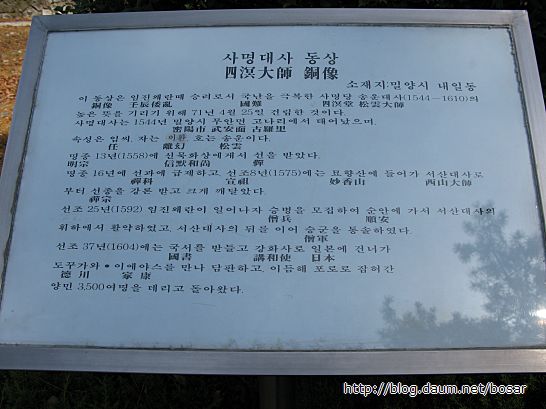 사명대사 동상
四溟大師 銅像
소재지:밀양시 내일동
이 동상은 임진왜란때 승리로서 국난을 극복한 사명당 송운대사(1544-1610)의
銅像 壬辰倭亂 國難 四溟堂 松雲大師
높은 뜻을 기리기 위해 71년 4월 25일 건립한 것이다.
사명대사는 1544년 밀양시 무안면 고나리에서 태어났으며,
密陽市 武安面 古羅里
속성은 임씨, 자는 이환 호는 송운이다.
任 離幻 松雲
명종 13년(1558)에 신묵화상에게서 선을 받았다.
明宗 信默和尙 禪
명종 16년에 선과에 급제하고 선조8년(1575)에는 묘향산에 들어가 서산대사로
禪科 宣祖 妙香山 西山大師
부터 선종을 강론 받고 크게 깨달았다.
禪宗
선조 25년(1592) 임진왜란이 일어나자 승병을 모집하여 순안에 가서 서산대사의
僧兵 順安
휘하에서 활약하였고, 서산대사의 뒤를 이어 승군을 통솔하였다.
僧軍
선조 37년(1604)에는 국서를 받들고 강화사로 일본에 건너가
國書 講和使 日本
도꾸가와•이에야스를 만나 담판하고, 이듬해 포로로 잡혀간
德川 家康
양민 3,500여명을 데리고 돌아왔다.
http://blog.daum.net/bosar